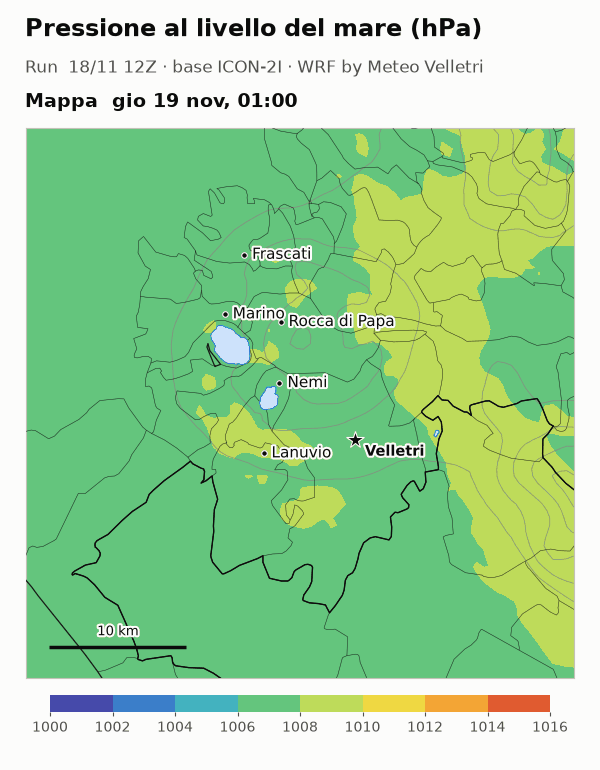 Pressione al livello del mare (hPa)
Run 18/11 12Z · base ICON-2I · WRF by Meteo Velletri
Mappa gio 19 nov, 01:00
Frascati
Marino
Rocca di Papa
Nemi
Velletri
Lanuvio
10 km
1000 1002 1004 1006 1008 1010 1012 1014 1016